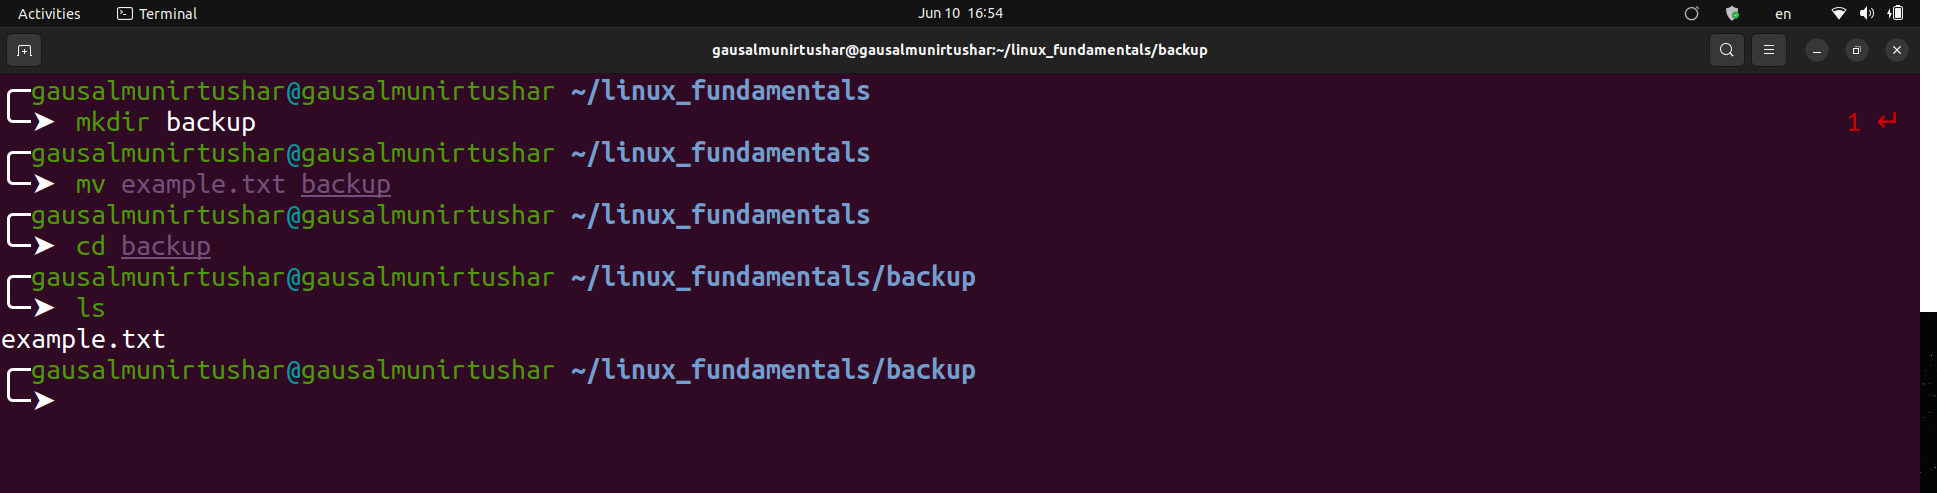 Activities Terminal Jun 10 16:54 en
gausalmunirtushar@gausalmunirtushar:~/linux_fundamentals/backup
gausalmunirtushar@gausalmunirtushar ~/linux_fundamentals
➤ mkdir backup 1 ↵
gausalmunirtushar@gausalmunirtushar ~/linux_fundamentals
➤ mv example.txt backup
gausalmunirtushar@gausalmunirtushar ~/linux_fundamentals
➤ cd backup
gausalmunirtushar@gausalmunirtushar ~/linux_fundamentals/backup
➤ ls
example.txt
gausalmunirtushar@gausalmunirtushar ~/linux_fundamentals/backup
➤